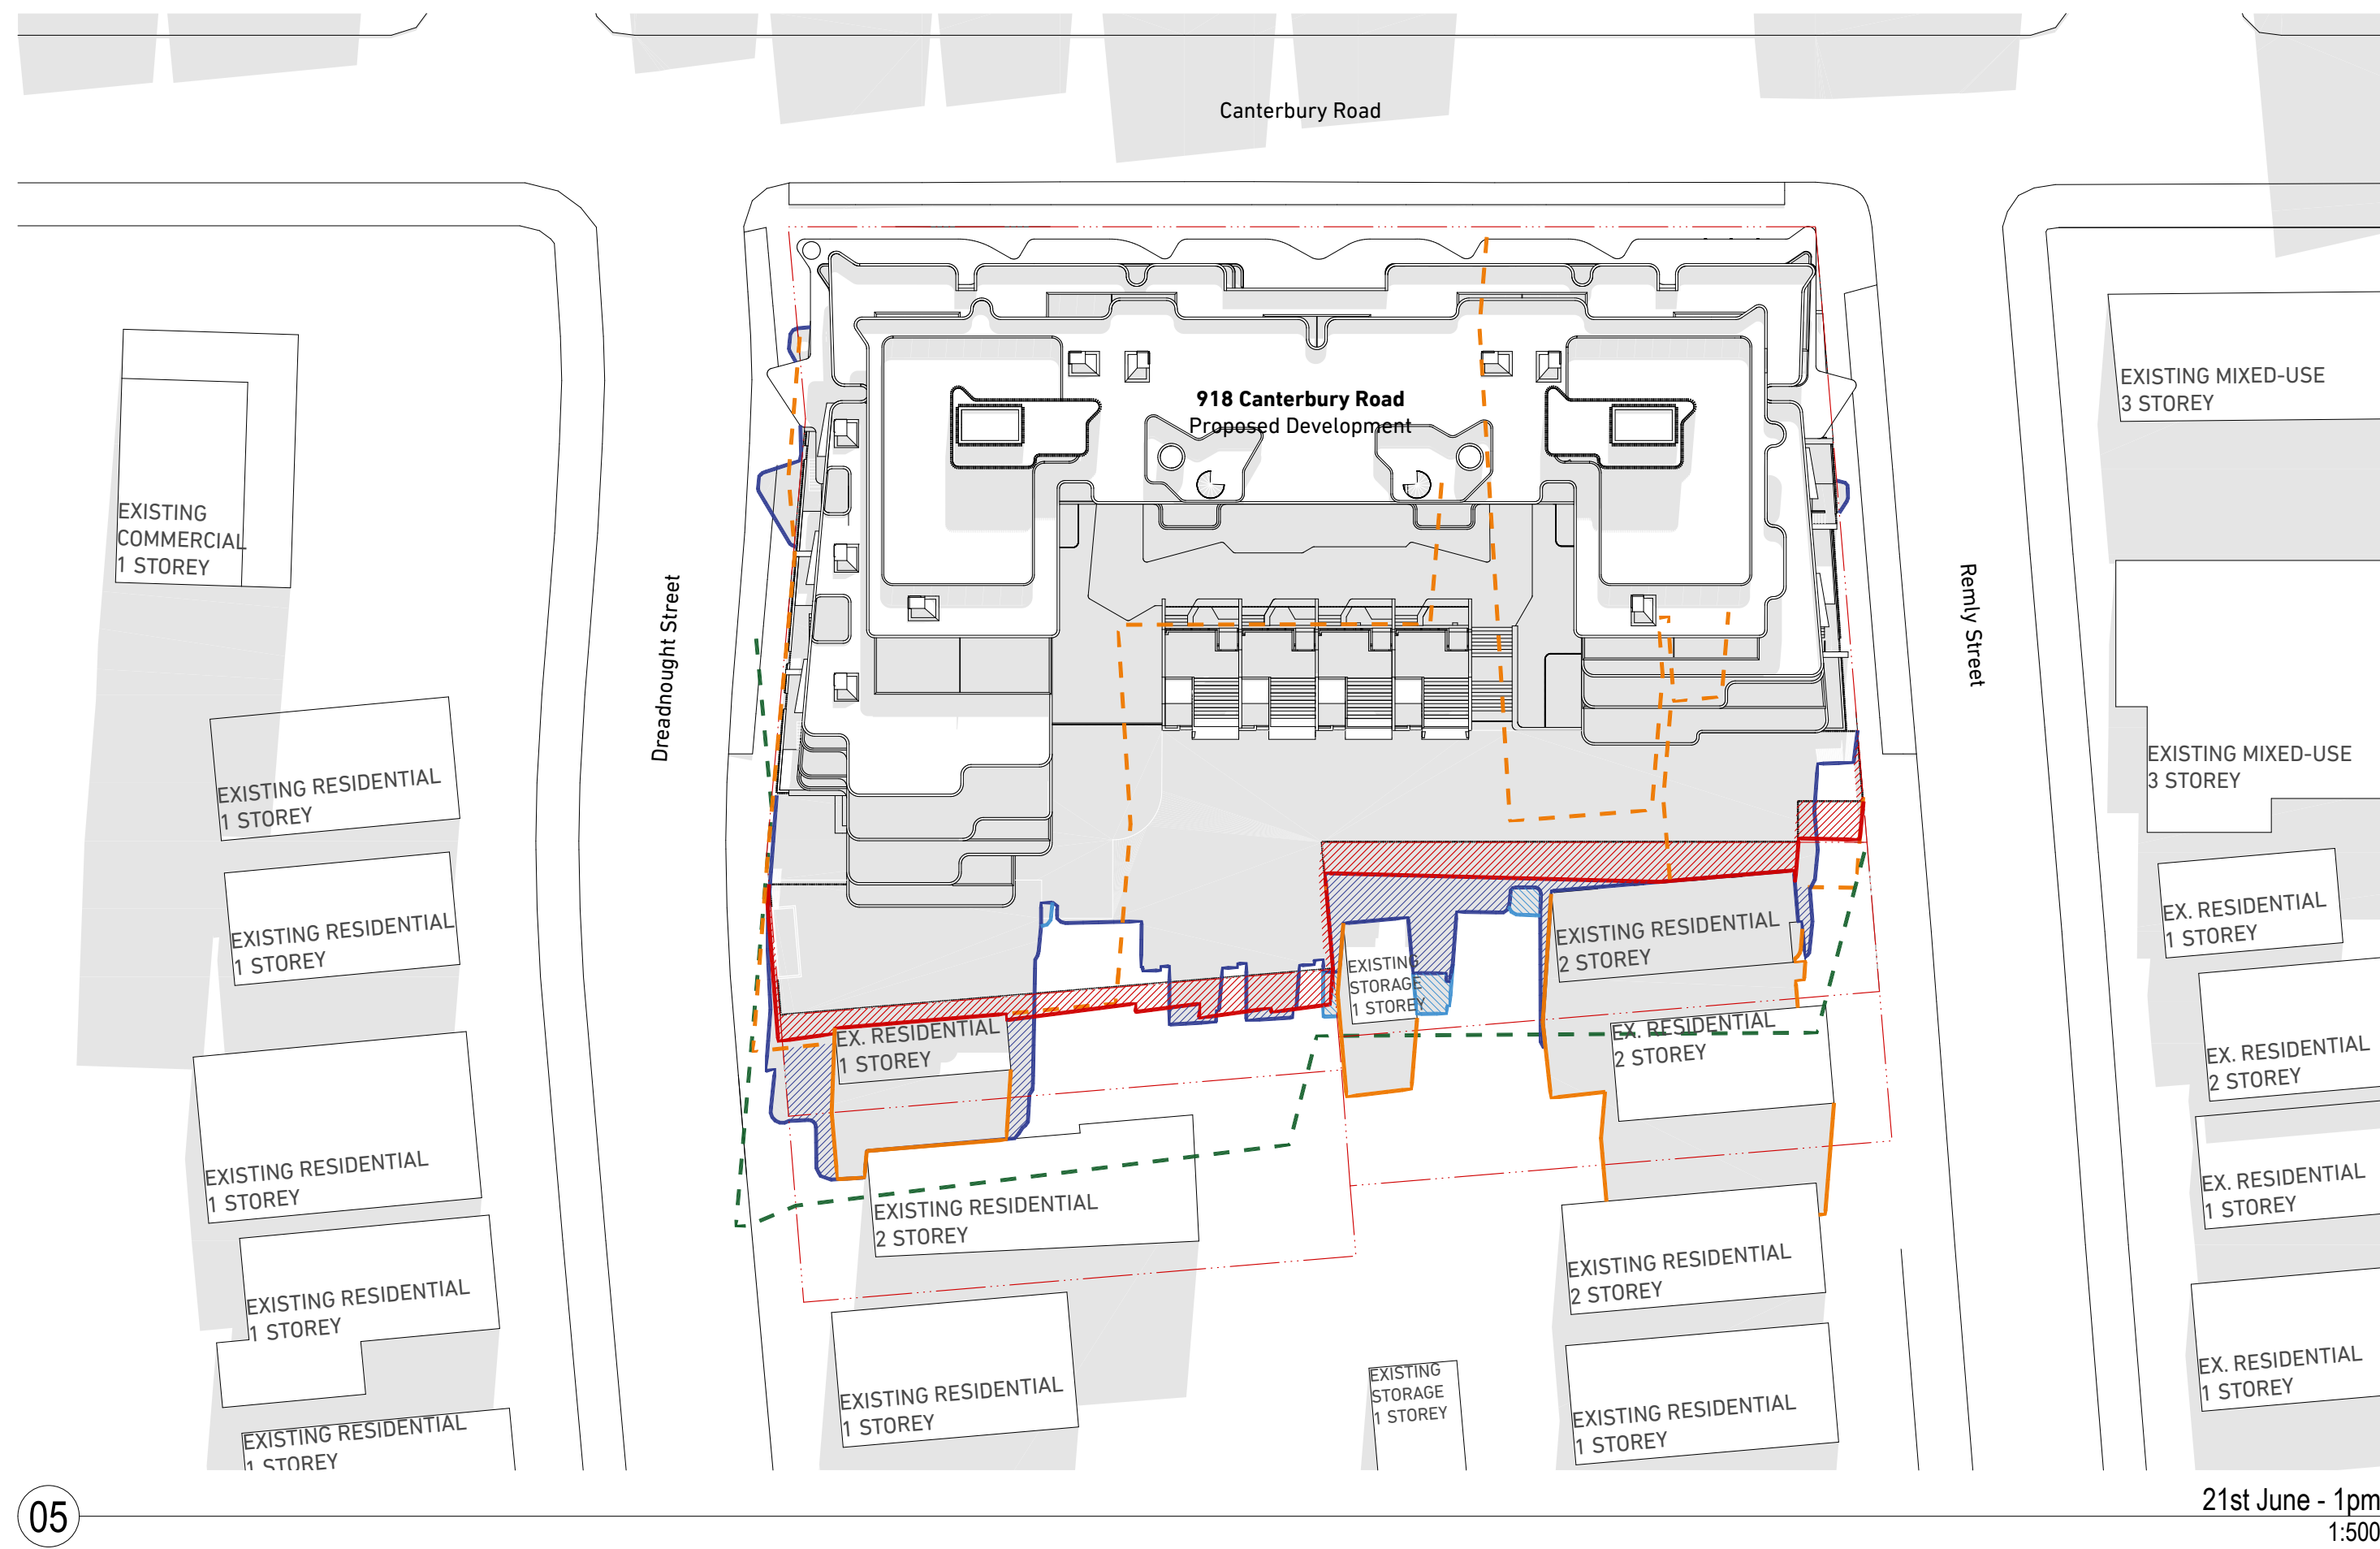 Canterbury Road
918 Canterbury Road
Proposed Development
Dreadnought Street
Remly Street
EXISTING
COMMERCIAL
1 STOREY
EXISTING RESIDENTIAL
1 STOREY
EXISTING RESIDENTIAL
1 STOREY
EXISTING RESIDENTIAL
1 STOREY
EXISTING RESIDENTIAL
1 STOREY
EXISTING RESIDENTIAL
1 STOREY
EX. RESIDENTIAL
1 STOREY
EXISTING RESIDENTIAL
2 STOREY
EXISTING RESIDENTIAL
1 STOREY
EXISTING
STORAGE
1 STOREY
EXISTING RESIDENTIAL
2 STOREY
EX. RESIDENTIAL
2 STOREY
EXISTING RESIDENTIAL
2 STOREY
EXISTING
STORAGE
1 STOREY
EXISTING RESIDENTIAL
1 STOREY
EXISTING MIXED-USE
3 STOREY
EXISTING MIXED-USE
3 STOREY
EX. RESIDENTIAL
1 STOREY
EX. RESIDENTIAL
2 STOREY
EX. RESIDENTIAL
1 STOREY
EX. RESIDENTIAL
1 STOREY
05
21st June - 1pm
1:500